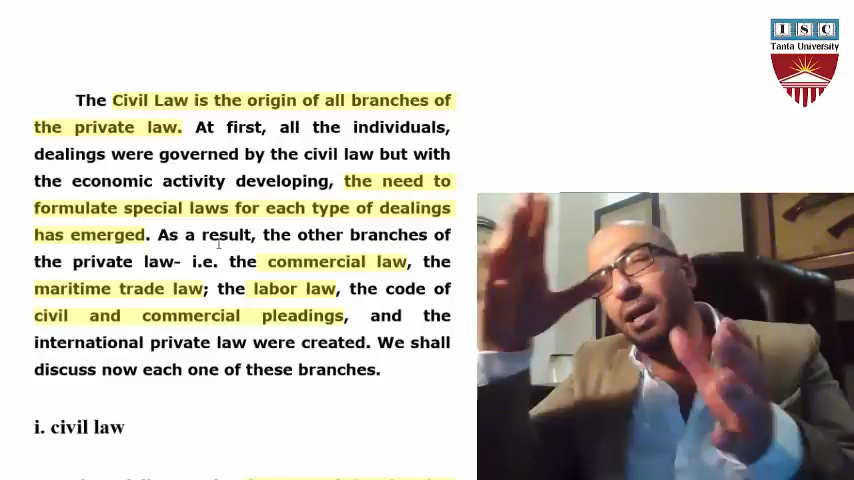 I S C
Tanta University
The Civil Law is the origin of all branches of
the private law. At first, all the individuals,
dealings were governed by the civil law but with
the economic activity developing, the need to
formulate special laws for each type of dealings
has emerged. As a result, the other branches of
the private law- i.e. the commercial law, the
maritime trade law; the labor law, the code of
civil and commercial pleadings, and the
international private law were created. We shall
discuss now each one of these branches.
i. civil law